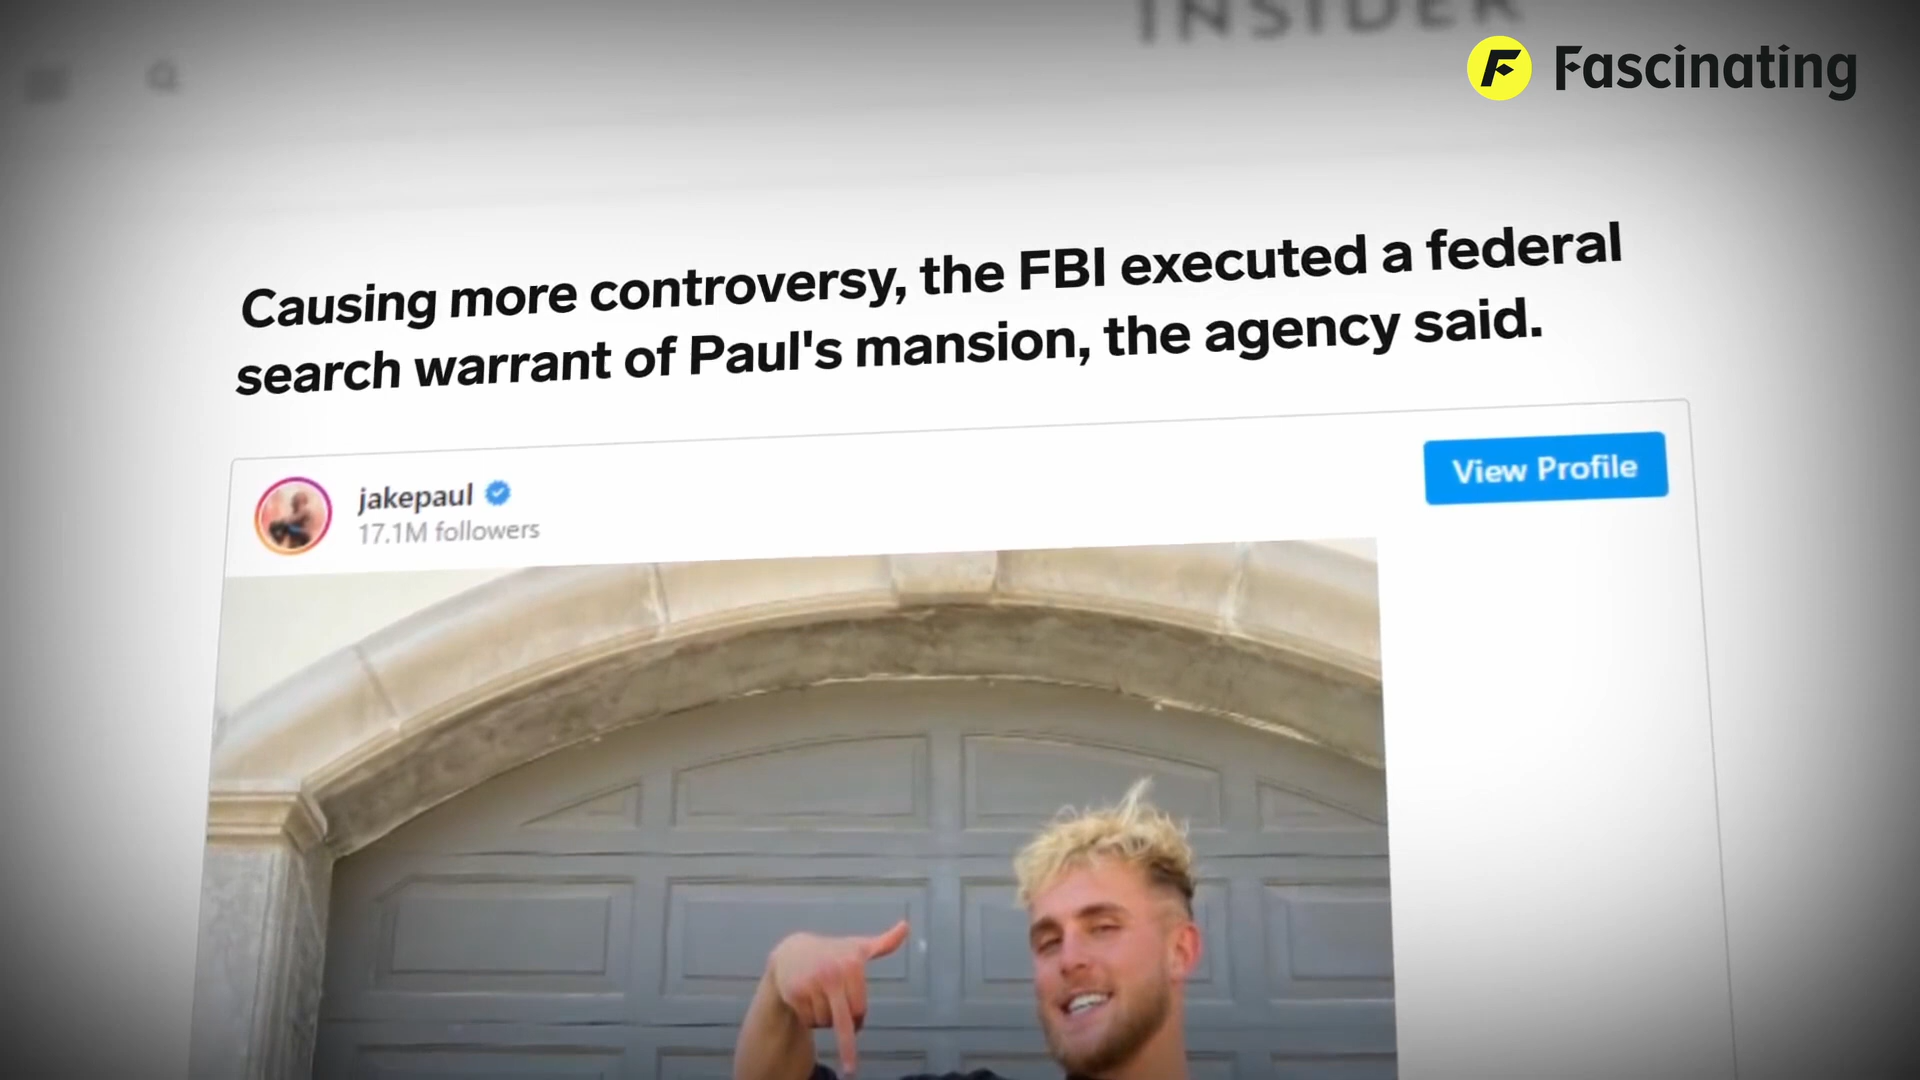 INSIDER
Fascinating
Causing more controversy, the FBI executed a federal
search warrant of Paul's mansion, the agency said.
jakepaul
17.1M followers
View Profile